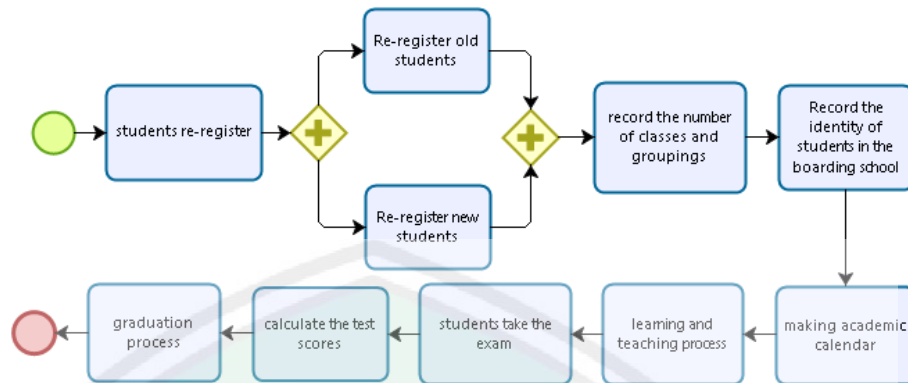 Re-register old
students
students re-register
record the number
of classes and
groupings
Record the
identity of
students in the
boarding school
Re-register new
students
graduation
process
calculate the test
scores
students take the
exam
learning and
teaching process
making academic
calendar